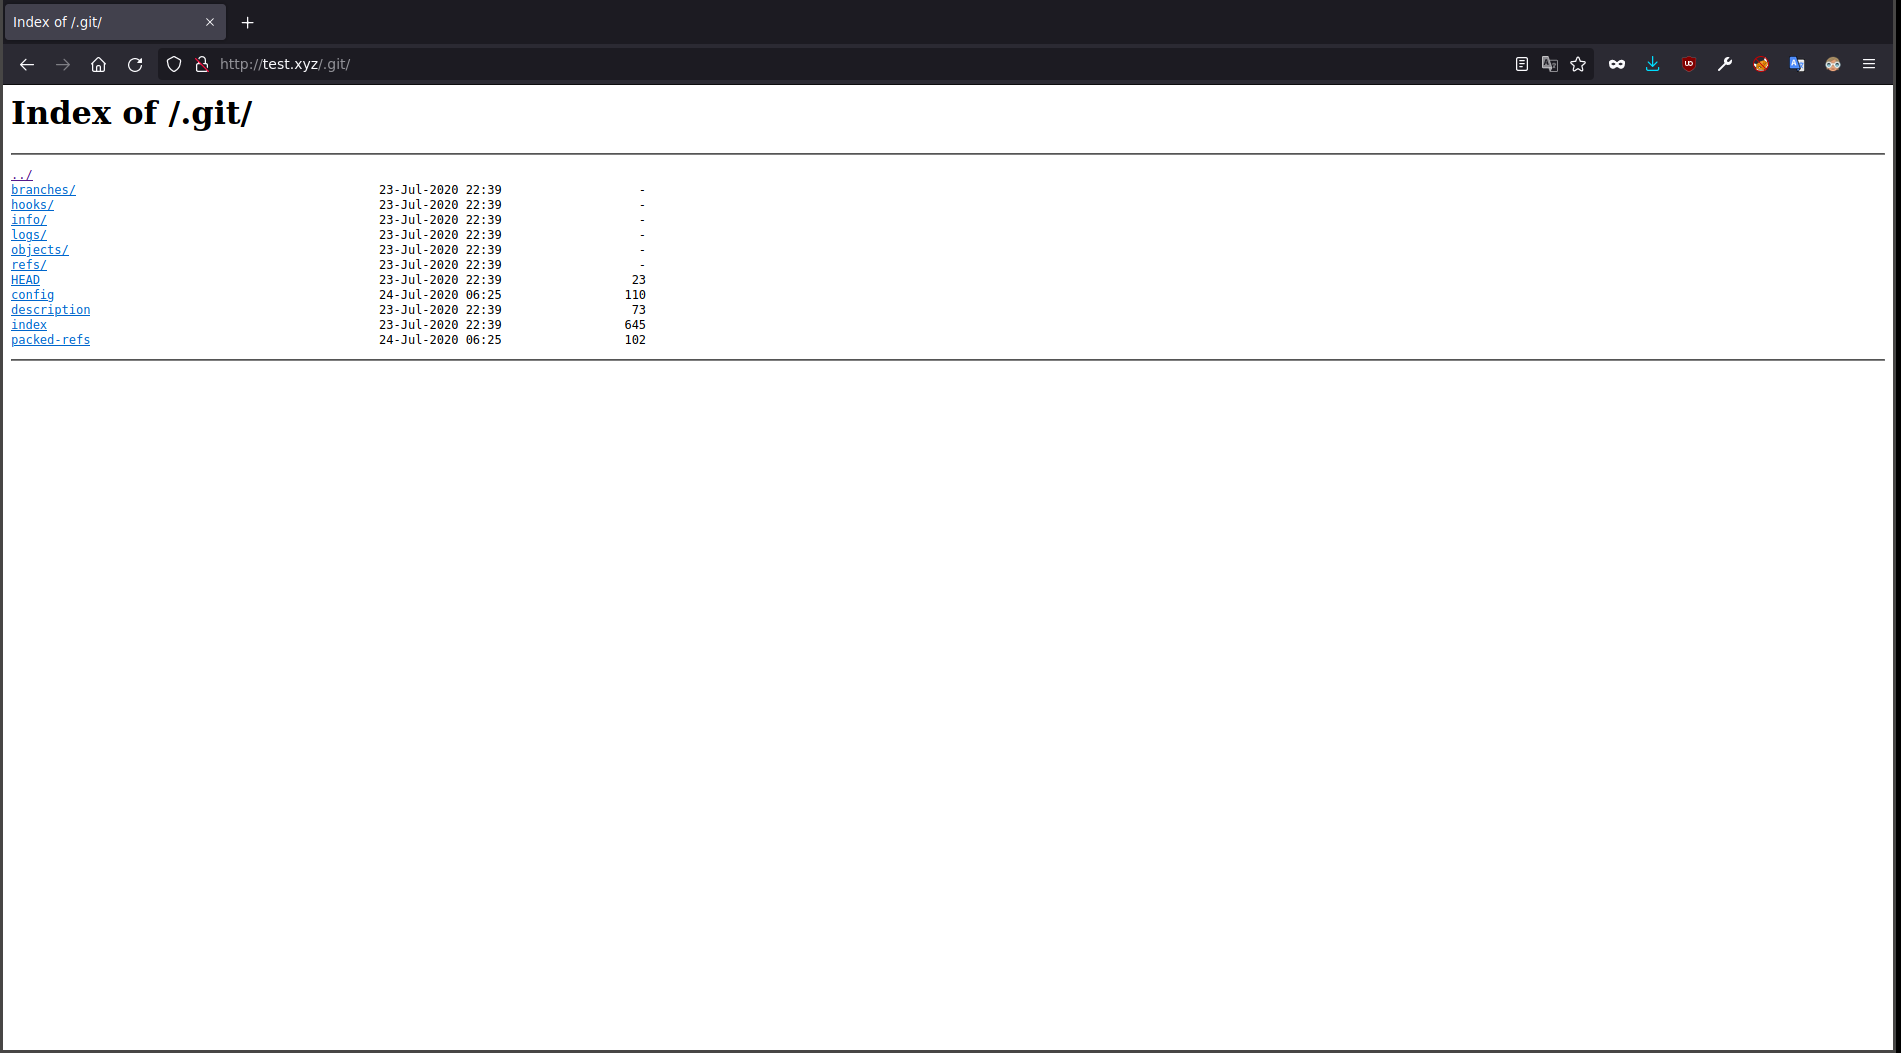 Index of /.git/
http://test.xyz/.git/
Index of /.git/
../
branches/ 23-Jul-2020 22:39 -
hooks/ 23-Jul-2020 22:39 -
info/ 23-Jul-2020 22:39 -
logs/ 23-Jul-2020 22:39 -
objects/ 23-Jul-2020 22:39 -
refs/ 23-Jul-2020 22:39 -
HEAD 23-Jul-2020 22:39 23
config 24-Jul-2020 06:25 110
description 23-Jul-2020 22:39 73
index 23-Jul-2020 22:39 645
packed-refs 24-Jul-2020 06:25 102